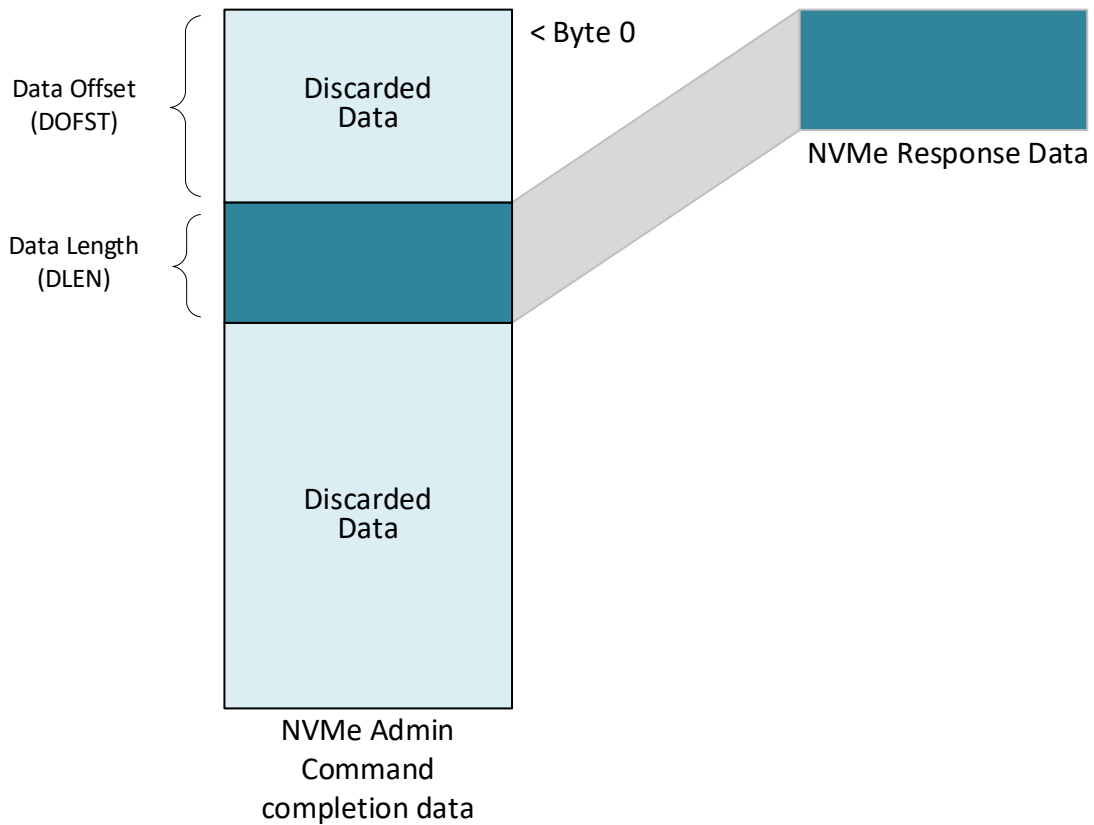 < Byte 0
Data Offset
(DOFST)
Discarded
Data
NVMe Response Data
Data Length
(DLEN)
Discarded
Data
NVMe Admin
Command
completion data